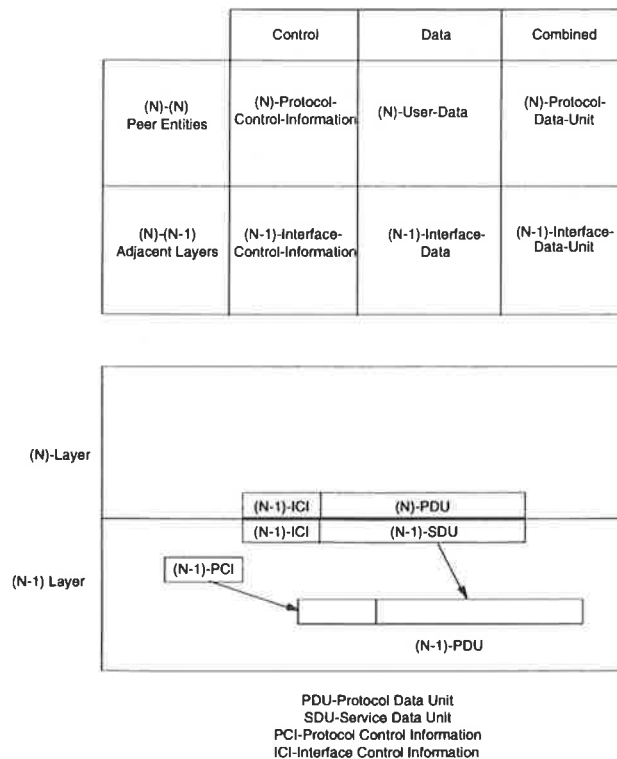 Control Data Combined
(N)-(N)
Peer Entities
(N)-Protocol-
Control-Information
(N)-User-Data
(N)-Protocol-
Data-Unit
(N)-(N-1)
Adjacent Layers
(N-1)-Interface-
Control-Information
(N-1)-Interface-
Data
(N-1)-Interface-
Data-Unit
(N)-Layer
(N-1)-ICI (N)-PDU
(N-1)-ICI (N-1)-SDU
(N-1) Layer
(N-1)-PCI
(N-1)-PDU
PDU-Protocol Data Unit
SDU-Service Data Unit
PCI-Protocol Control Information
ICI-Interface Control Information